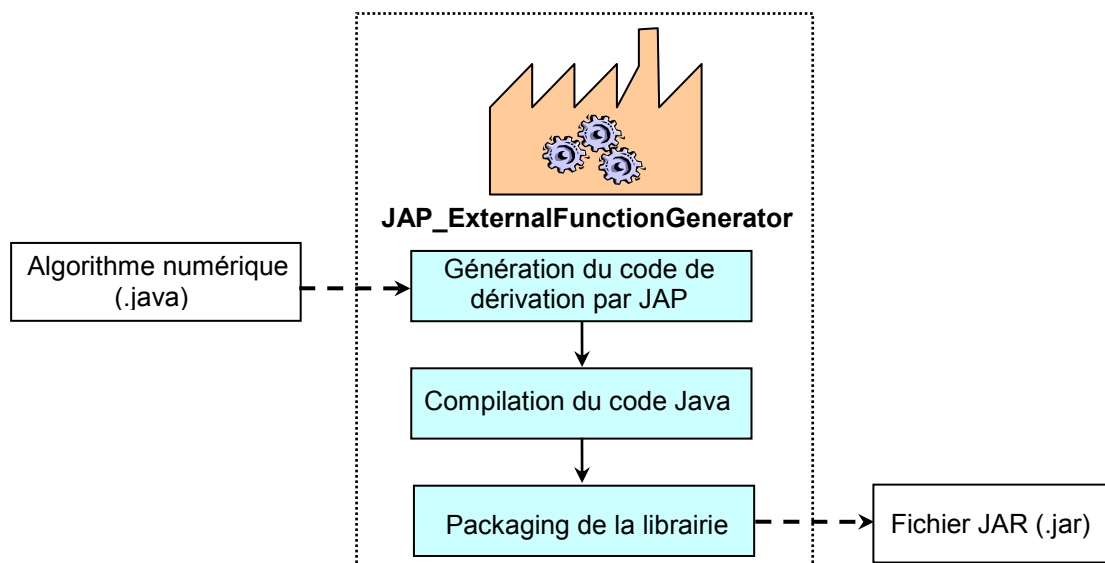 JAP_ExternalFunctionGenerator
Algorithme numérique
(.java)
Génération du code de
dérivation par JAP
Compilation du code Java
Packaging de la librairie
Fichier JAR (.jar)